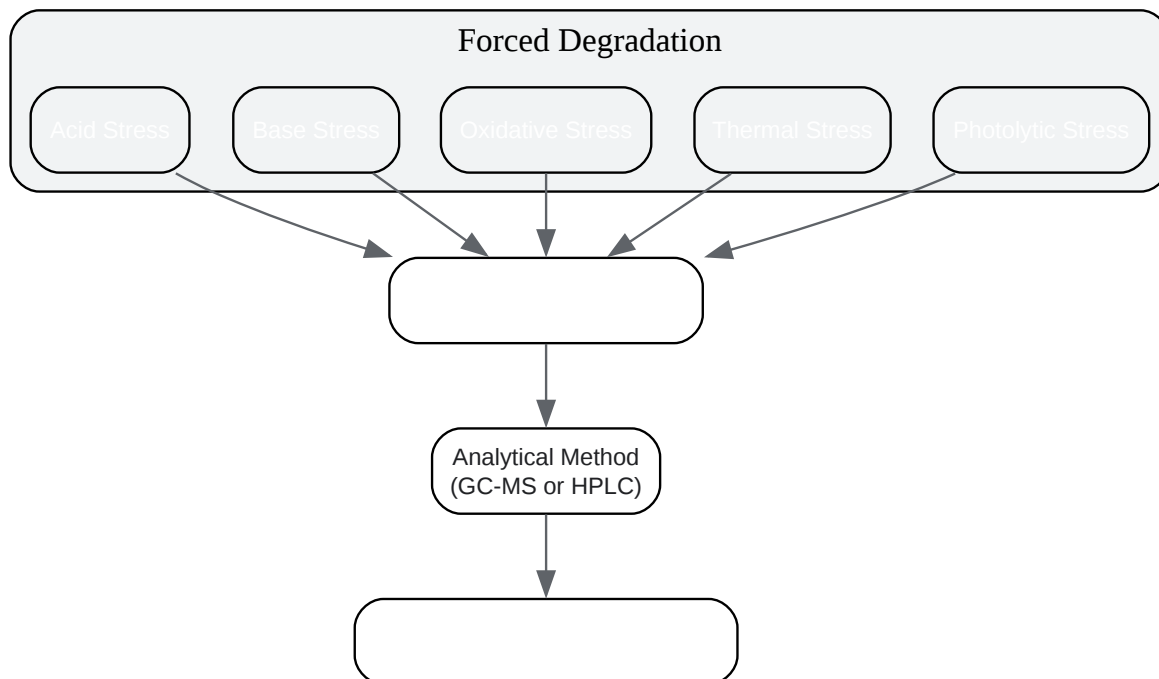 Forced Degradation
Acid Stress
Base Stress
Oxidative Stress
Thermal Stress
Photolytic Stress
Analytical Method
(GC-MS or HPLC)